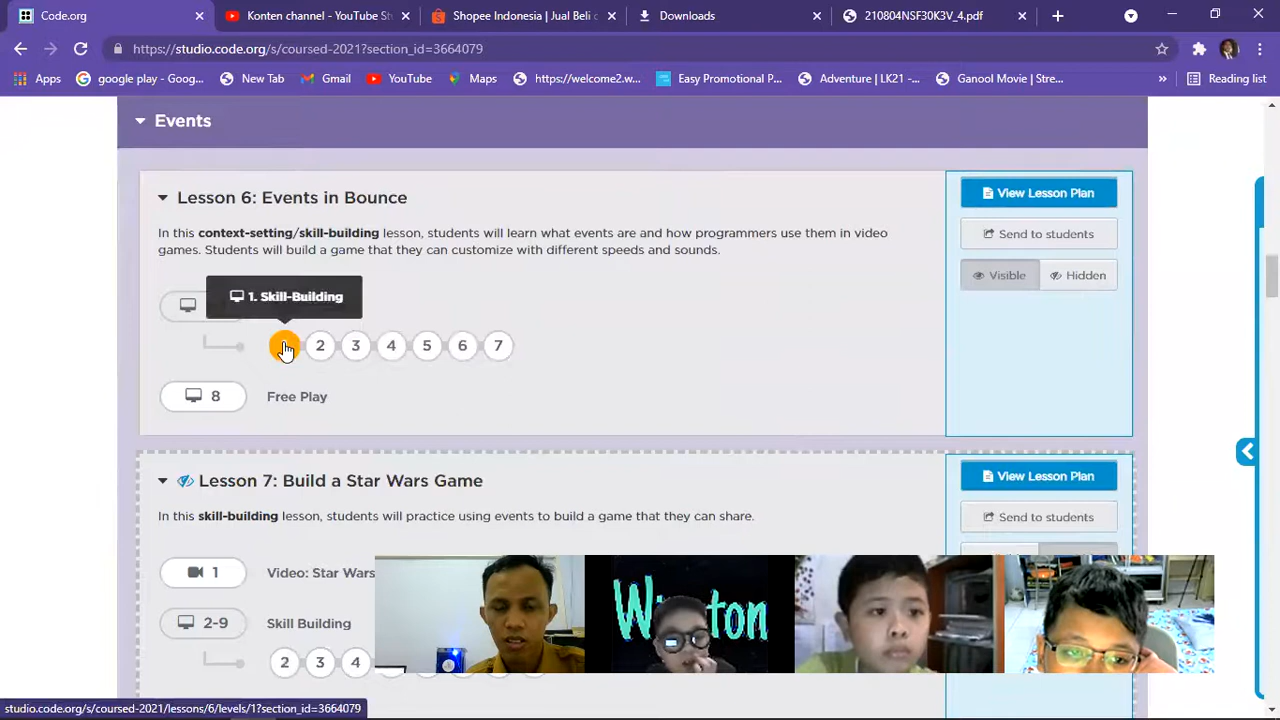 Code.org
Konten channel - YouTube St
Shopee Indonesia | Jual Beli c
Downloads
210804NSF30K3V_4.pdf
https://studio.code.org/s/coursed-2021?section_id=3664079
Apps
google play - Goog...
New Tab
Gmail
YouTube
Maps
https://welcome2.w...
Easy Promotional P...
Adventure | LK21 -...
Ganool Movie | Stre...
»
Reading list
Events
Lesson 6: Events in Bounce
View Lesson Plan
In this context-setting/skill-building lesson, students will learn what events are and how programmers use them in video
games. Students will build a game that they can customize with different speeds and sounds.
Send to students
Visible
Hidden
1. Skill-Building
2 3 4 5 6 7
8 Free Play
Lesson 7: Build a Star Wars Game
View Lesson Plan
In this skill-building lesson, students will practice using events to build a game that they can share.
Send to students
1 Video: Star Wars
2-9 Skill Building
2 3 4
studio.code.org/s/coursed-2021/lessons/6/levels/1?section_id=3664079